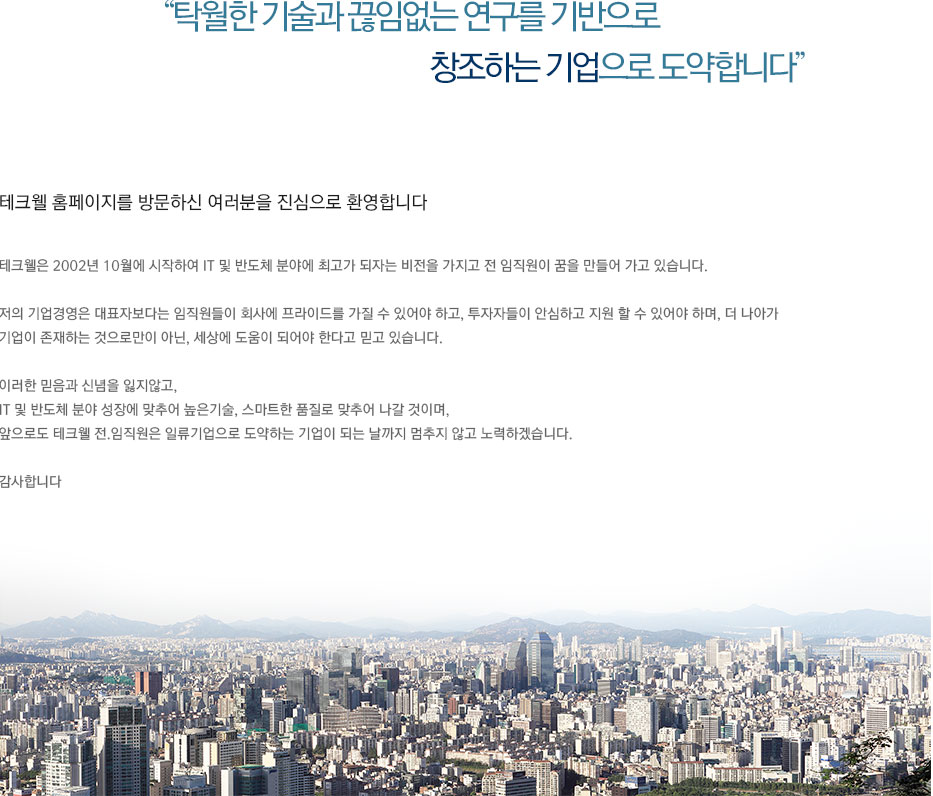 “탁월한 기술과 끊임없는 연구를 기반으로
창조하는 기업으로 도약합니다”
테크웰 홈페이지를 방문하신 여러분을 진심으로 환영합니다
테크웰은 2002년 10월에 시작하여 IT 및 반도체 분야에 최고가 되자는 비전을 가지고 전 임직원이 꿈을 만들어 가고 있습니다.
저의 기업경영은 대표자보다는 임직원들이 회사에 프라이드를 가질 수 있어야 하고, 투자자들이 안심하고 지원 할 수 있어야 하며, 더 나아가
기업이 존재하는 것으로만이 아닌, 세상에 도움이 되어야 한다고 믿고 있습니다.
이러한 믿음과 신념을 잃지않고,
IT 및 반도체 분야 성장에 맞추어 높은기술, 스마트한 품질로 맞추어 나갈 것이며,
앞으로도 테크웰 전.임직원은 일류기업으로 도약하는 기업이 되는 날까지 멈추지 않고 노력하겠습니다.
감사합니다